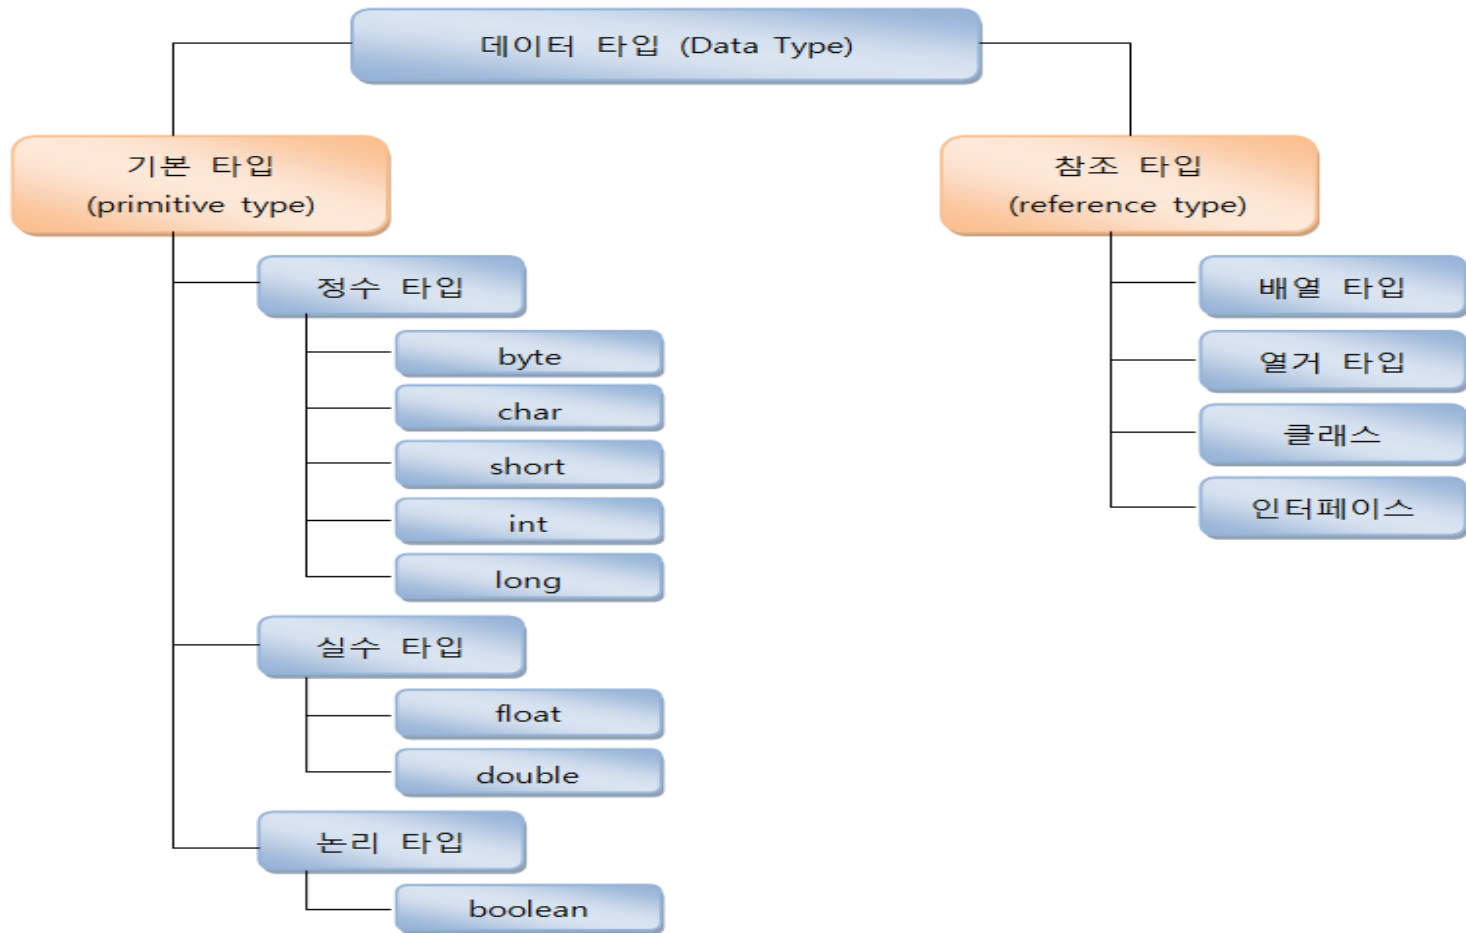 데이터 타입 (Data Type)
기본 타입
(primitive type)
정수 타입
byte
char
short
int
long
실수 타입
float
double
논리 타입
boolean
참조 타입
(reference type)
배열 타입
열거 타입
클래스
인터페이스